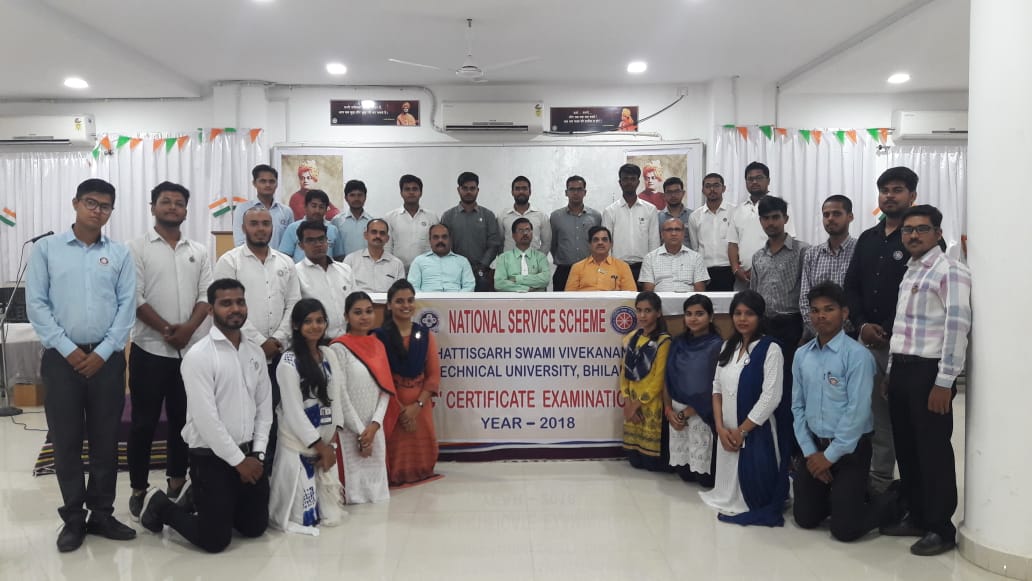 NATIONAL SERVICE SCHEME
HATTISGARH SWAMI VIVEKANAN
ECHNICAL UNIVERSITY, BHILA
CERTIFICATE EXAMINATIO
YEAR – 2018